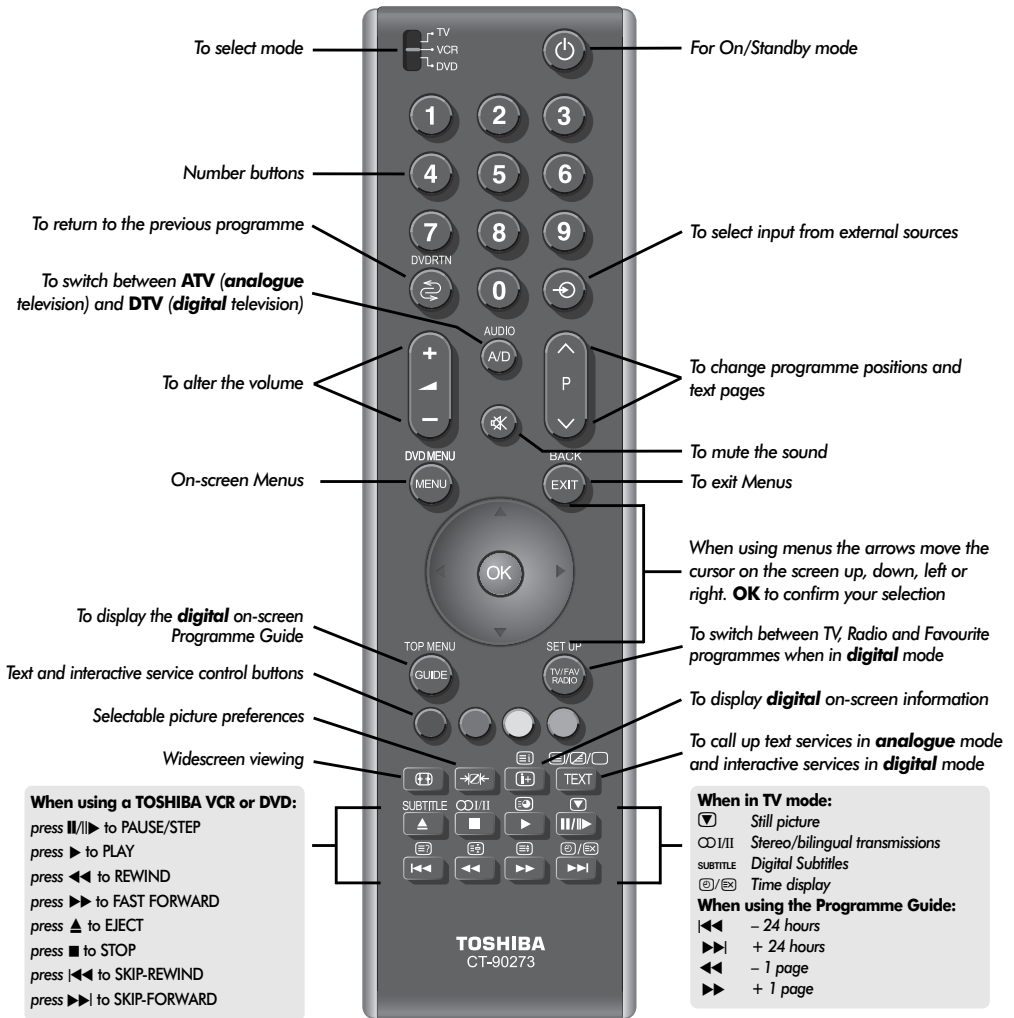 To select mode
TV
VCR
DVD
For On/Standby mode
1 2 3
Number buttons
4 5 6
To return to the previous programme
7 8 9
To select input from external sources
DVDRTN
0
To switch between ATV (analogue
television) and DTV (digital television)
AUDIO
A/D
+
P
−
To alter the volume
To change programme positions and
text pages
To mute the sound
DVD MENU
BACK
On-screen Menus
MENU
EXIT
To exit Menus
OK
When using menus the arrows move the
cursor on the screen up, down, left or
right. OK to confirm your selection
To display the digital on-screen
Programme Guide
TOP MENU
SET UP
GUIDE
TV/FAV
RADIO
To switch between TV, Radio and Favourite
programmes when in digital mode
Text and interactive service control buttons
To display digital on-screen information
Selectable picture preferences
Widescreen viewing
i+
TEXT
To call up text services in analogue mode
and interactive services in digital mode
SUBTITLE I/II
When using a TOSHIBA VCR or DVD:
press II/I▶ to PAUSE/STEP
press ▶ to PLAY
press ◀◀ to REWIND
press ▶▶ to FAST FORWARD
press ▲ to EJECT
press ■ to STOP
press |◀◀ to SKIP-REWIND
press ▶▶| to SKIP-FORWARD
TOSHIBA
CT-90273
When in TV mode:
Still picture
I/II Stereo/bilingual transmissions
SUBTITLE Digital Subtitles
Time display
When using the Programme Guide:
|◀◀ – 24 hours
▶▶| + 24 hours
◀◀ – 1 page
▶▶ + 1 page